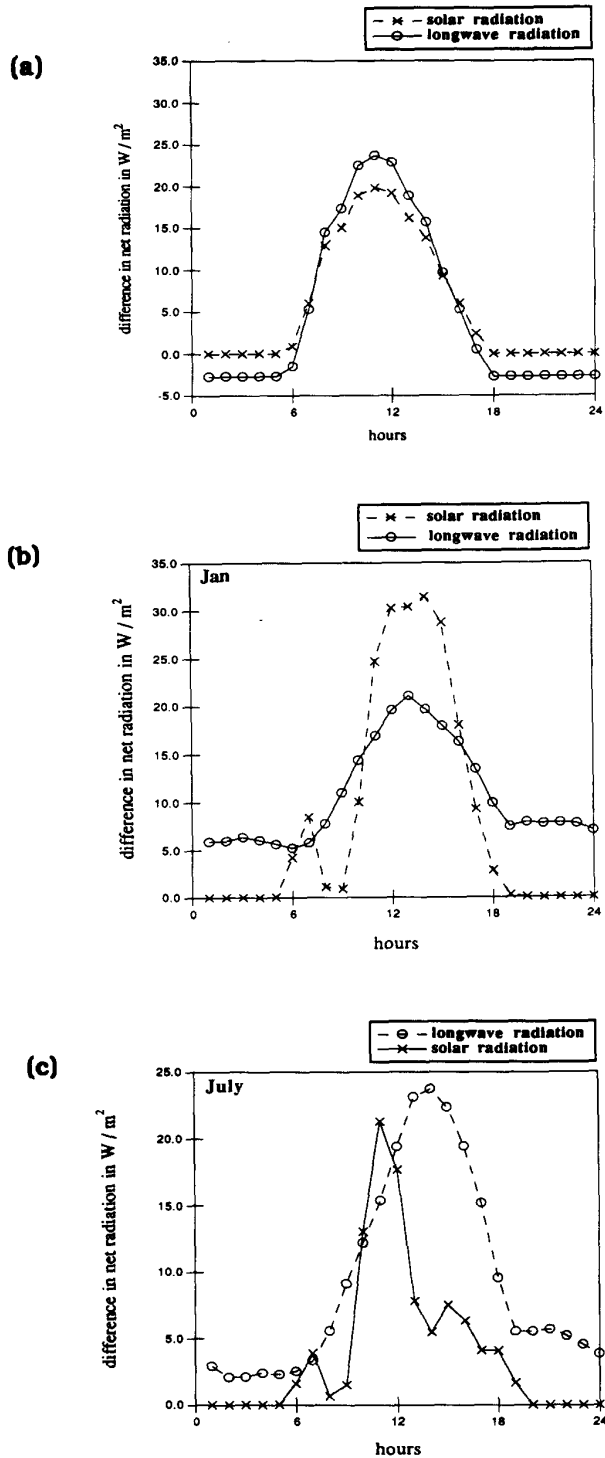 (a)
solar radiation
longwave radiation
difference in net radiation in W / m²
35.0
30.0
25.0
20.0
15.0
10.0
5.0
0.0
-5.0
0 6 12 18 24
hours
(b)
solar radiation
longwave radiation
Jan
difference in net radiation in W / m²
35.0
30.0
25.0
20.0
15.0
10.0
5.0
0.0
0 6 12 18 24
hours
(c)
longwave radiation
solar radiation
July
difference in net radiation in W / m²
25.0
20.0
15.0
10.0
5.0
0.0
0 6 12 18 24
hours